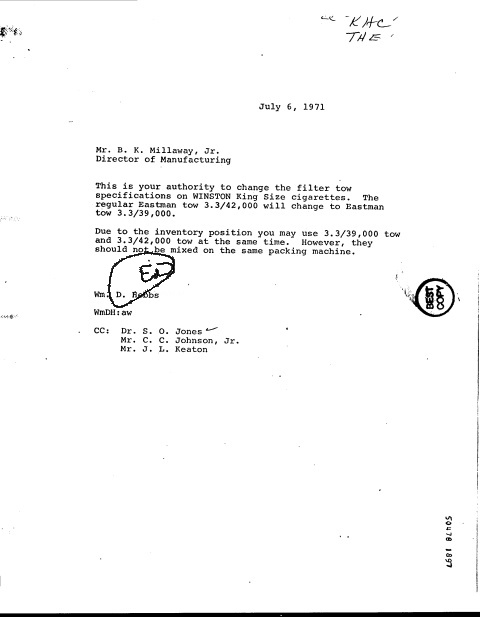 cc "KHC"
THE
July 6, 1971
Mr. B. K. Millaway, Jr.
Director of Manufacturing
This is your authority to change the filter tow
specifications on WINSTON King Size cigarettes. The
regular Eastman tow 3.3/42,000 will change to Eastman
tow 3.3/39,000.
Due to the inventory position you may use 3.3/39,000 tow
and 3.3/42,000 tow at the same time. However, they
should not be mixed on the same packing machine.
Wm. D. Hobbs
WmDH:aw
CC: Dr. S. O. Jones
Mr. C. C. Johnson, Jr.
Mr. J. L. Keaton
BEST
COPY
50478 1897